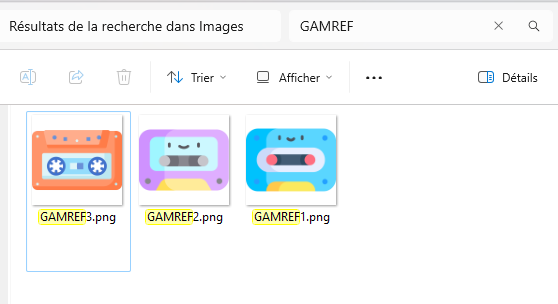 Résultats de la recherche dans Images
GAMREF
Trier
Afficher
Détails
GAMREF3.png
GAMREF2.png
GAMREF1.png